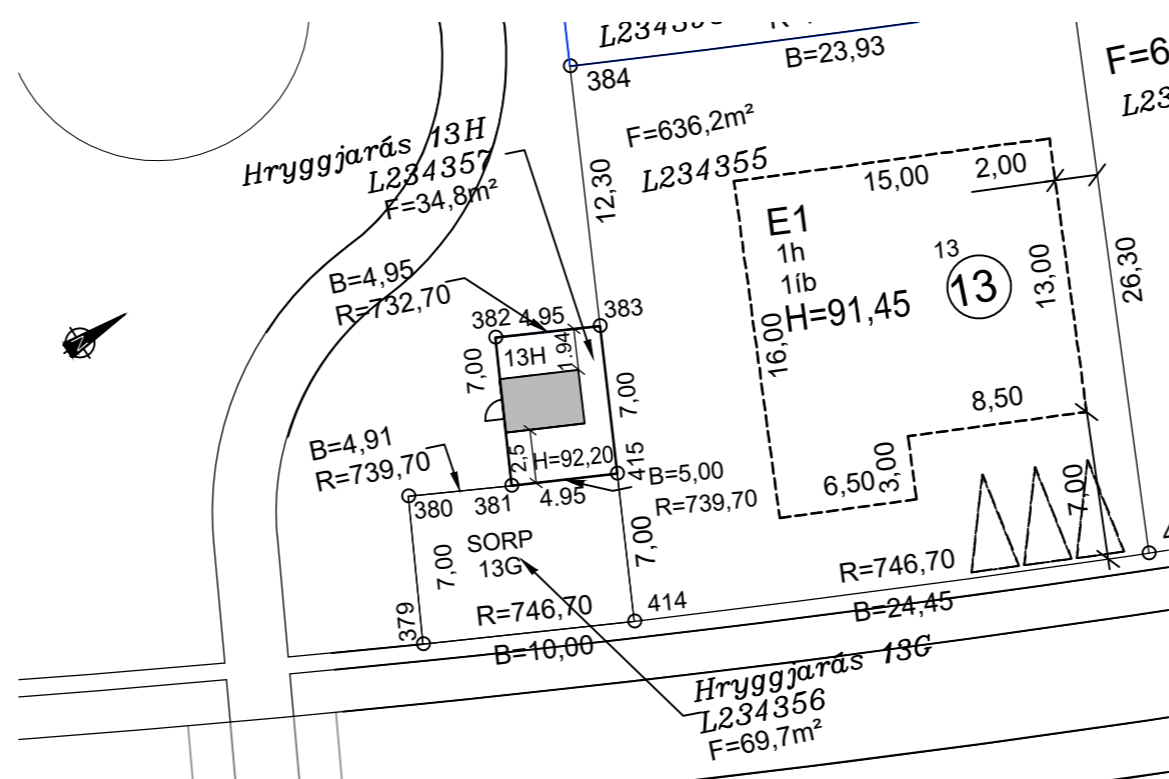 B=23,93
384
F=636,2m²
L234355
Hryggjarás 13H
L234357
F=34,8m²
12,30
15,00
2,00
E1
1h
1íb
H=91,45
13
13
13,00
26,30
16,00
B=4,95
R=732,70
382
4.95
383
7,00
13H
1.94
7,00
8,50
B=4,91
R=739,70
2,5
H=92,20
415
B=5,00
R=739,70
6,50
3,00
7,00
380
381
4.95
SORP
13G
7,00
7,00
R=746,70
379
R=746,70
414
B=24,45
B=10,00
Hryggjarás 13G
L234356
F=69,7m²